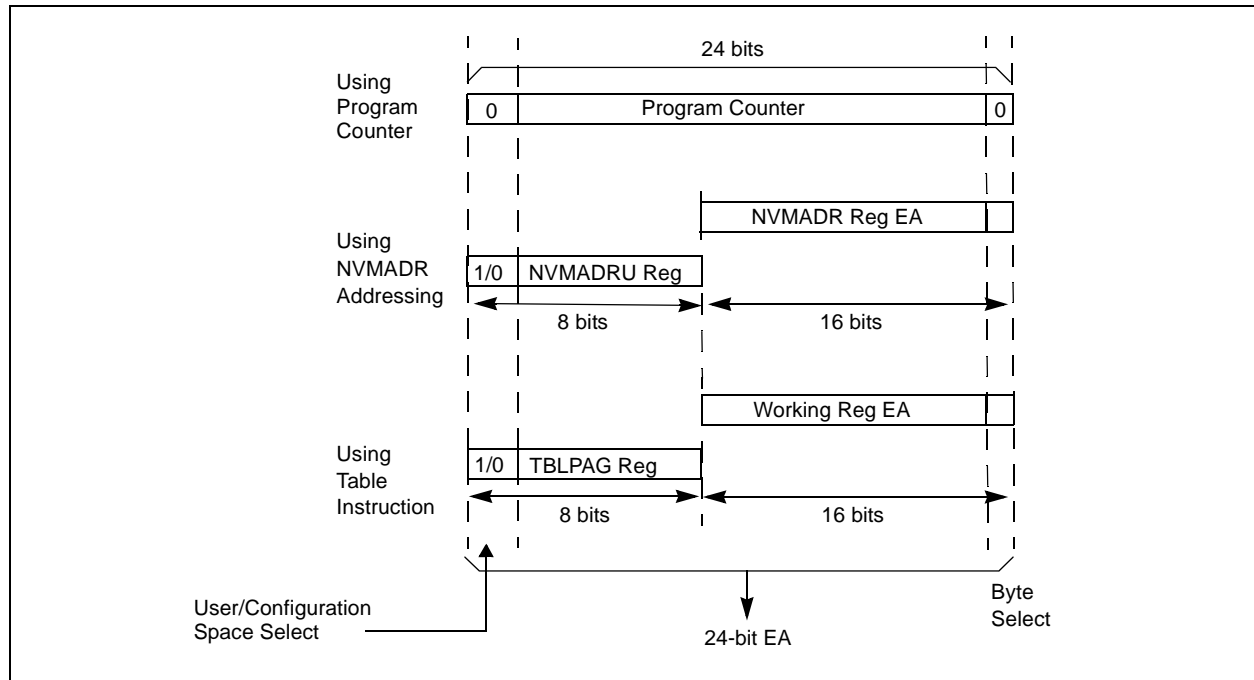 24 bits
Using
Program
Counter
0
Program Counter
0
NVMADR Reg EA
Using
NVMADR
Addressing
1/0
NVMADRU Reg
8 bits
16 bits
Working Reg EA
Using
Table
Instruction
1/0
TBLPAG Reg
8 bits
16 bits
User/Configuration
Space Select
24-bit EA
Byte
Select